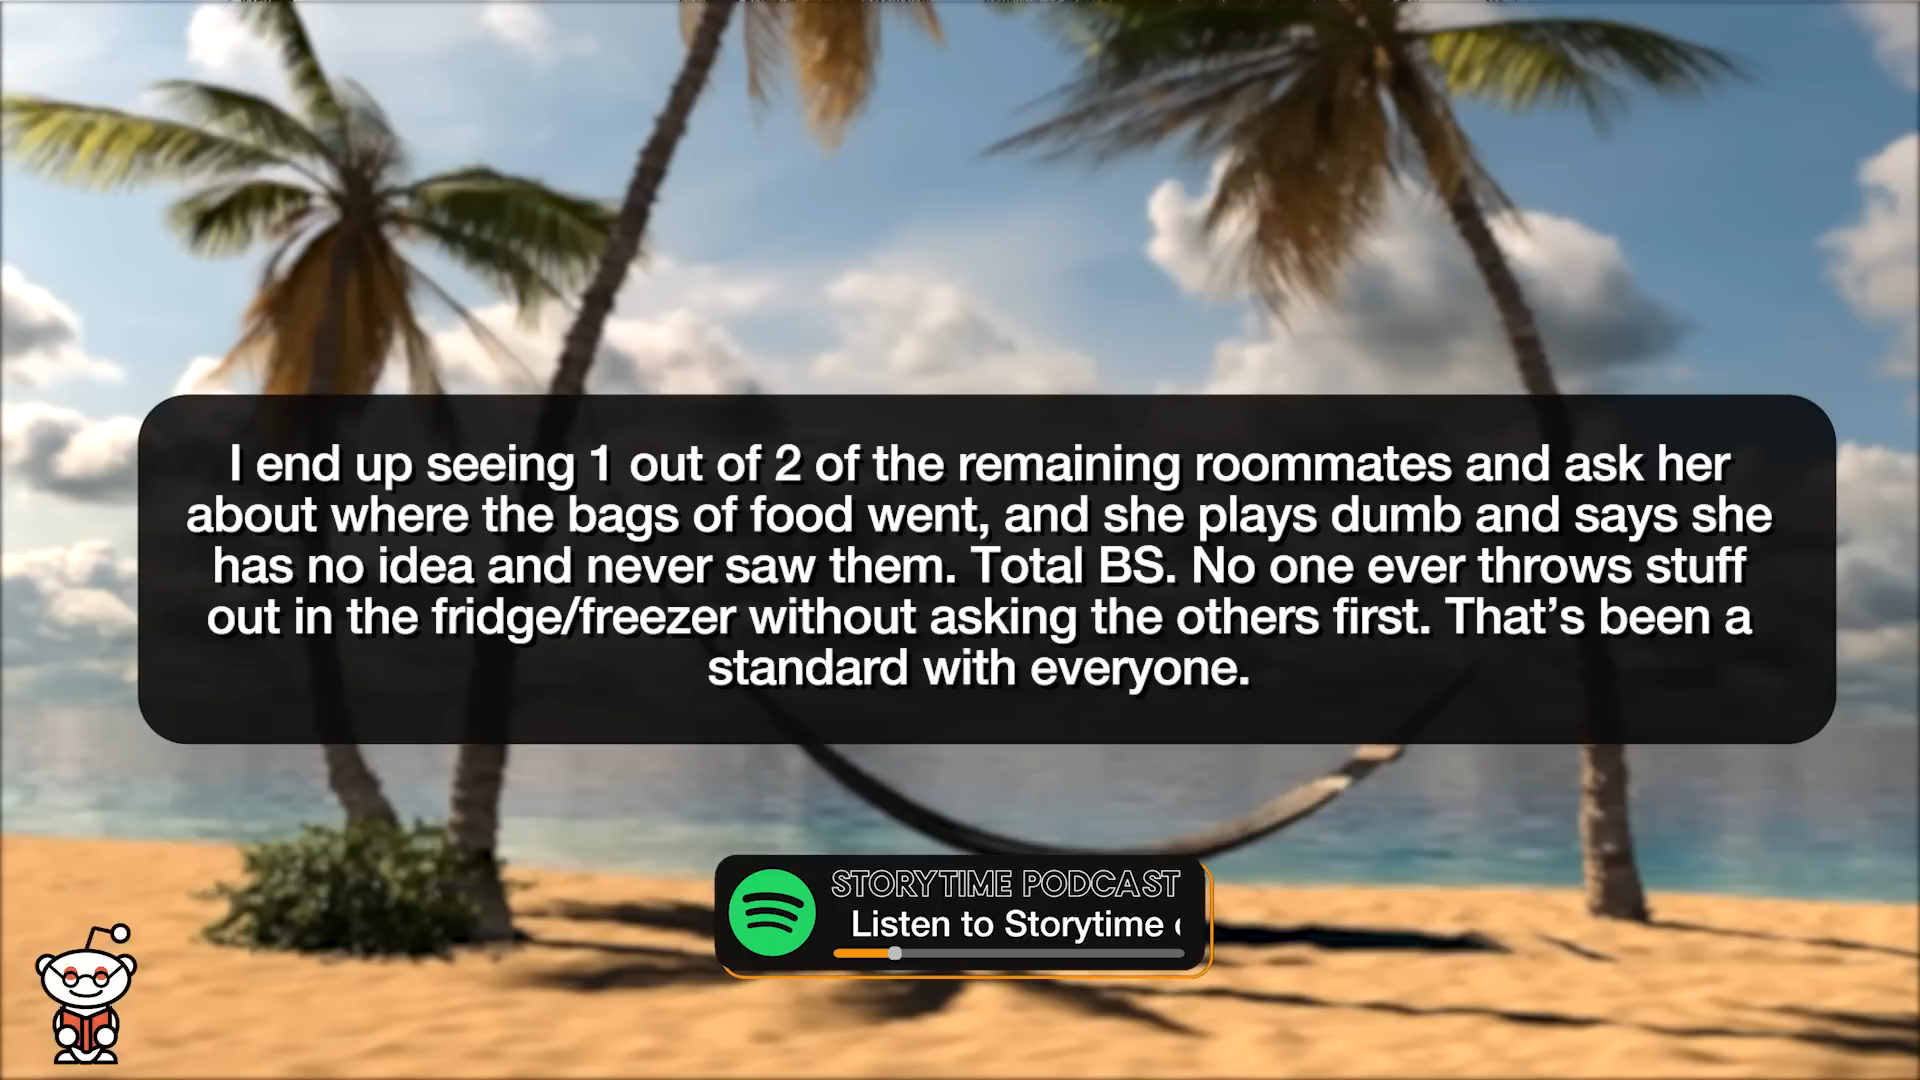 I end up seeing 1 out of 2 of the remaining roommates and ask her
about where the bags of food went, and she plays dumb and says she
has no idea and never saw them. Total BS. No one ever throws stuff
out in the fridge/freezer without asking the others first. That’s been a
standard with everyone.
STORYTIME PODCAST
Listen to Storytime